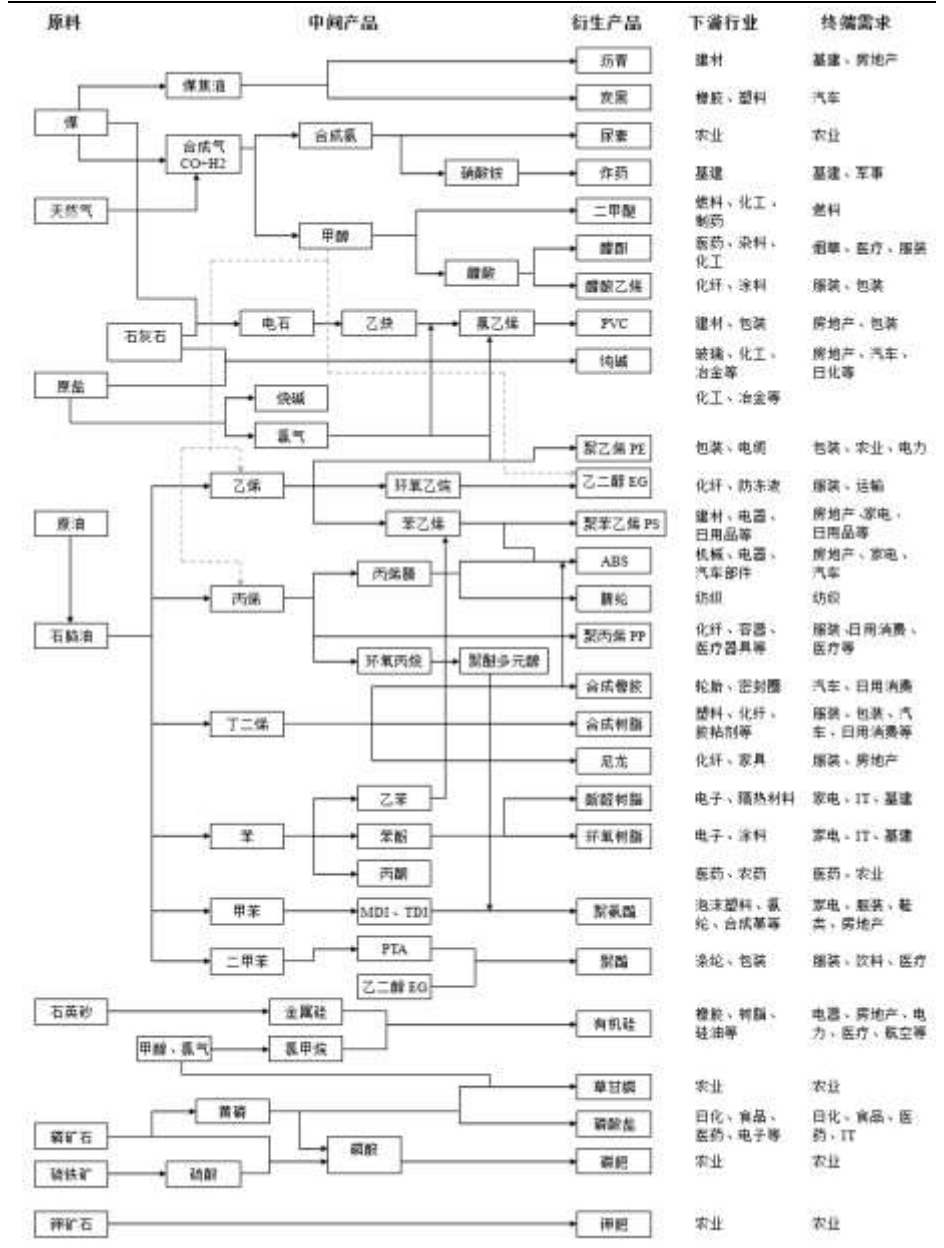 原料 中间产品 衍生产品 下游行业 终端需求
沥青 建材 基建、房地产
煤焦油
炭黑 橡胶、塑料 汽车
煤
合成氨 尿素 农业 农业
合成气
CO+H2
硝酸铵 炸药 基建 基建、军事
天然气
二甲醚 燃料、化工、
制药 燃料
甲醇
醋酐 医药、染料、
化工 烟草、医疗、服装
醋酸
醋酸乙烯 化纤、涂料 服装、包装
电石 乙炔 氯乙烯 PVC 建材、包装 房地产、包装
石灰石
纯碱 玻璃、化工、
冶金等 房地产、汽车、
日化等
原盐
烧碱 化工、冶金等
氯气
聚乙烯 PE 包装、电缆 包装、农业、电力
乙烯 环氧乙烷 乙二醇 EG 化纤、防冻液 服装、运输
原油
苯乙烯 聚苯乙烯 PS 建材、电器、
日用品等 房地产、家电、
日用品等
ABS 机械、电器、
汽车部件 房地产、家电、
汽车
丙烯腈
丙烯 腈纶 纺织 纺织
石脑油
聚丙烯 PP 化纤、容器、
医疗器具等 服装、日用消费、
医疗等
环氧丙烷 聚醚多元醇
合成橡胶 轮胎、密封圈 汽车、日用消费
丁二烯 合成树脂 塑料、化纤、
胶粘剂等 服装、包装、汽
车、日用消费等
尼龙 化纤、家具 服装、房地产
乙苯 酚醛树脂 电子、隔热材料 家电、IT、基建
苯 苯酚 环氧树脂 电子、涂料 家电、IT、基建
丙酮 医药、农药 医药、农业
甲苯 MDI、TDI 聚氨酯 泡沫塑料、氨
纶、合成革等 家电、服装、鞋
类、房地产
二甲苯 PTA 聚酯 涤纶、包装 服装、饮料、医疗
乙二醇 EG
石英砂 金属硅 有机硅 橡胶、树脂、
硅油等 电器、房地产、电
力、医疗、航空等
甲醇、氯气 氯甲烷
草甘膦 农业 农业
黄磷
磷酸盐 日化、食品、
医药、电子等 日化、食品、医
药、IT
磷矿石
磷酸 磷肥 农业 农业
硫铁矿 硫酸
钾矿石 钾肥 农业 农业